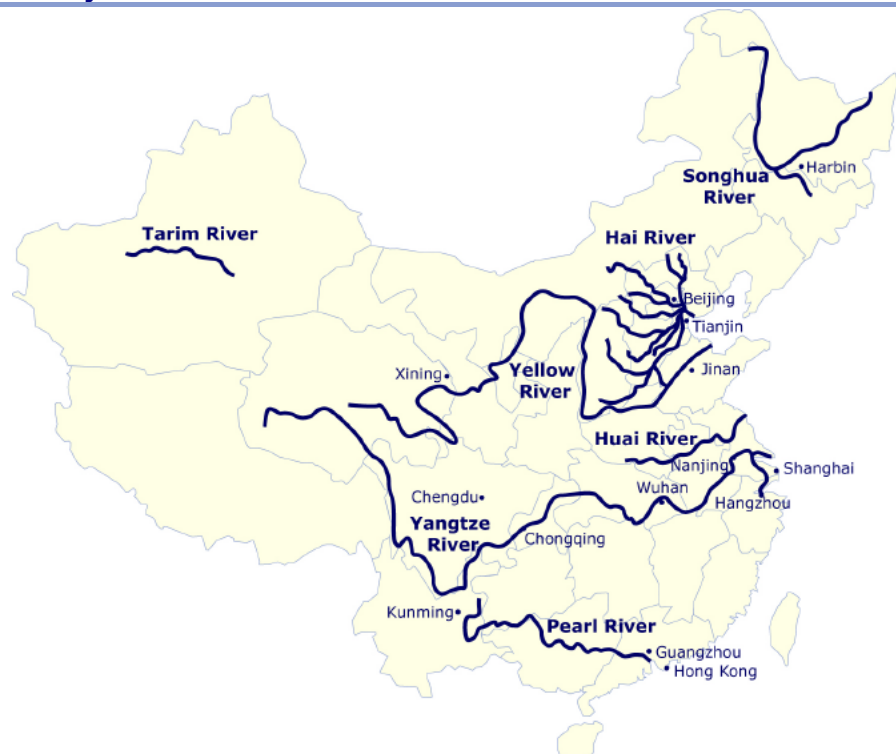 Songhua
River
Harbin
Tarim River
Hai River
Beijing
Tianjin
Xining
Yellow
River
Jinan
Huai River
Nanjing
Shanghai
Wuhan
Hangzhou
Chengdu
Yangtze
River
Chongqing
Kunming
Pearl River
Guangzhou
Hong Kong